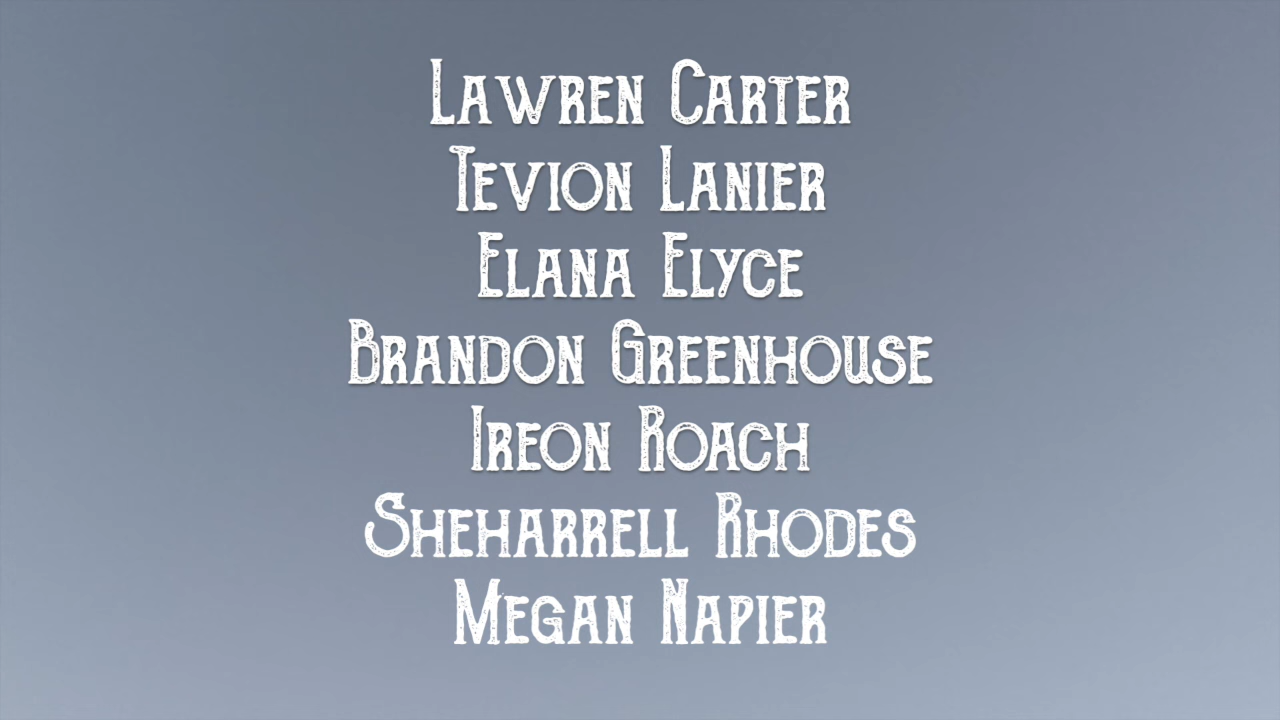 Lawren Carter
Tevion Lanier
Elana Elyce
Brandon Greenhouse
Ireon Roach
Sheharrell Rhodes
Megan Napier